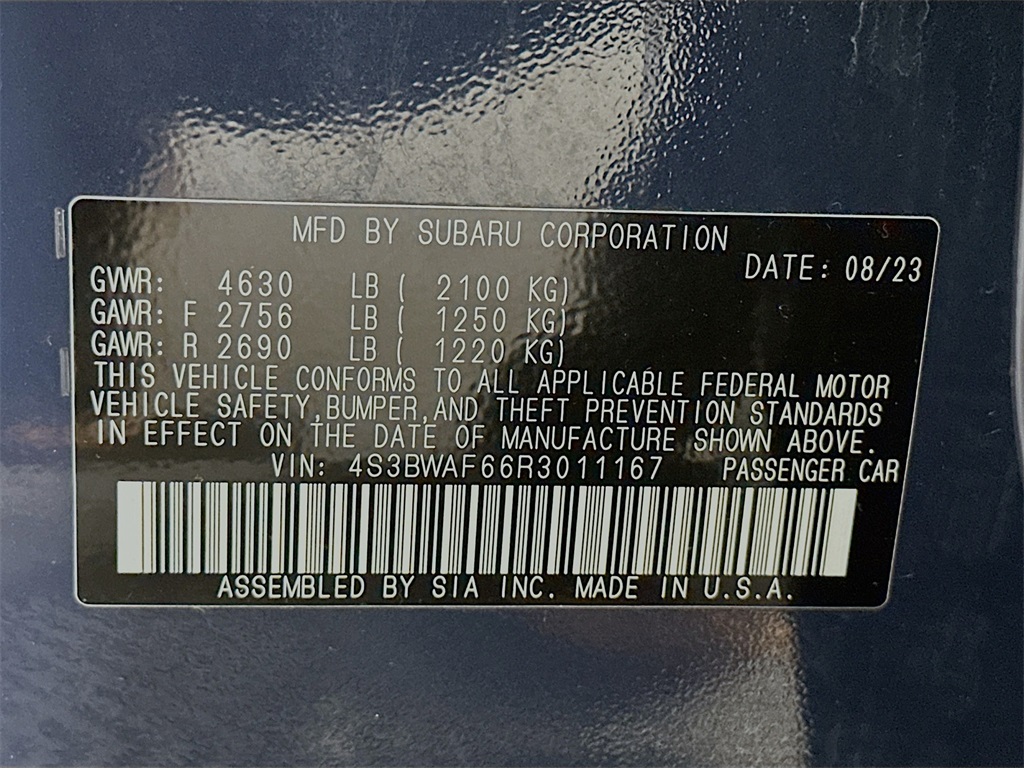 MFD BY SUBARU CORPORATION
DATE: 08/23
GVWR: 4630 LB ( 2100 KG)
GAWR: F 2756 LB ( 1250 KG)
GAWR: R 2690 LB ( 1220 KG)
THIS VEHICLE CONFORMS TO ALL APPLICABLE FEDERAL MOTOR
VEHICLE SAFETY,BUMPER,AND THEFT PREVENTION STANDARDS
IN EFFECT ON THE DATE OF MANUFACTURE SHOWN ABOVE.
VIN: 4S3BWAF66R3011167 PASSENGER CAR
ASSEMBLED BY SIA INC. MADE IN U.S.A.